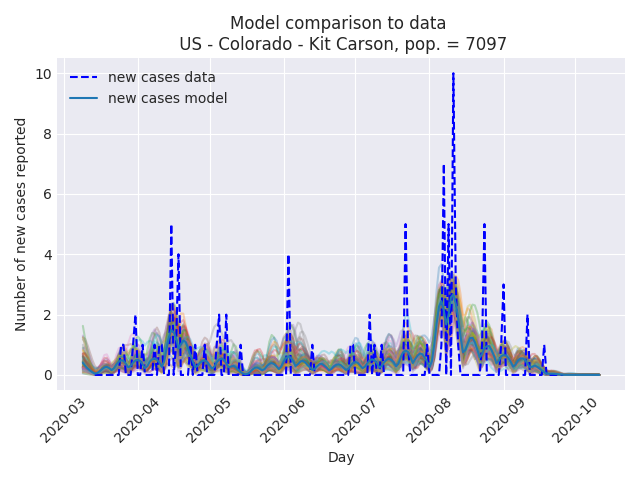 Model comparison to data
US - Colorado - Kit Carson, pop. = 7097
new cases data
new cases model
Number of new cases reported
10
8
6
4
2
0
2020-03
2020-04
2020-05
2020-06
2020-07
2020-08
2020-09
2020-10
Day